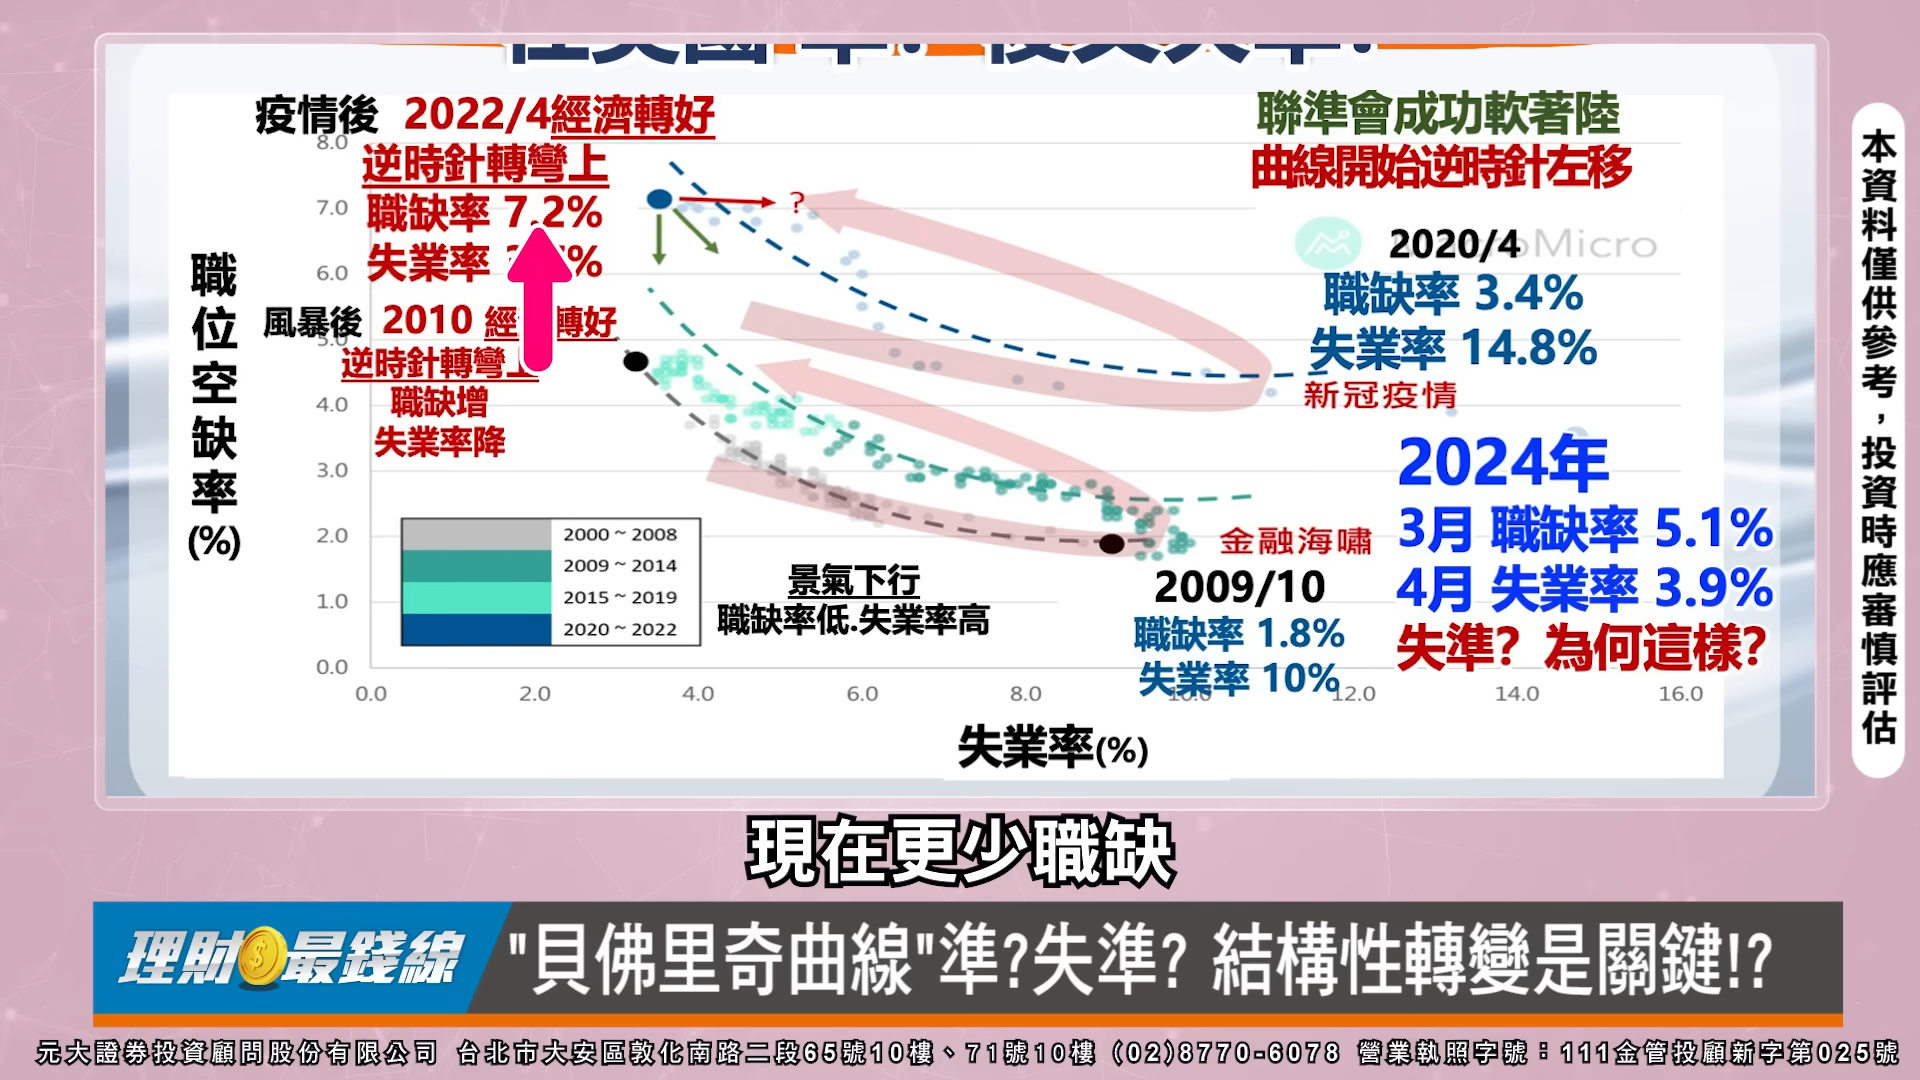 疫情後 2022/4經濟轉好
逆時針轉彎上
職缺率 7.2%
失業率
風暴後 2010
逆時針轉彎上
職缺增
失業率降
聯準會成功軟著陸
曲線開始逆時針左移
?
2020/4
職缺率 3.4%
失業率 14.8%
新冠疫情
2024年
3月 職缺率 5.1%
4月 失業率 3.9%
失準？為何這樣？
金融海嘯
2009/10
職缺率 1.8%
失業率 10%
景氣下行
職缺率低.失業率高
職位空缺率(%)
8.0
7.0
6.0
5.0
4.0
3.0
2.0
1.0
0.0
2000 ~ 2008
2009 ~ 2014
2015 ~ 2019
2020 ~ 2022
0.0 2.0 4.0 6.0 8.0 10.0 12.0 14.0 16.0
失業率(%)
本資料僅供參考，投資時應審慎評估
現在更少職缺
理財最錢線
"貝佛里奇曲線"準?失準? 結構性轉變是關鍵!?
元大證券投資顧問股份有限公司 台北市大安區敦化南路二段65號10樓、71號10樓 (02)8770-6078 營業執照字號：111金管投顧新字第025號